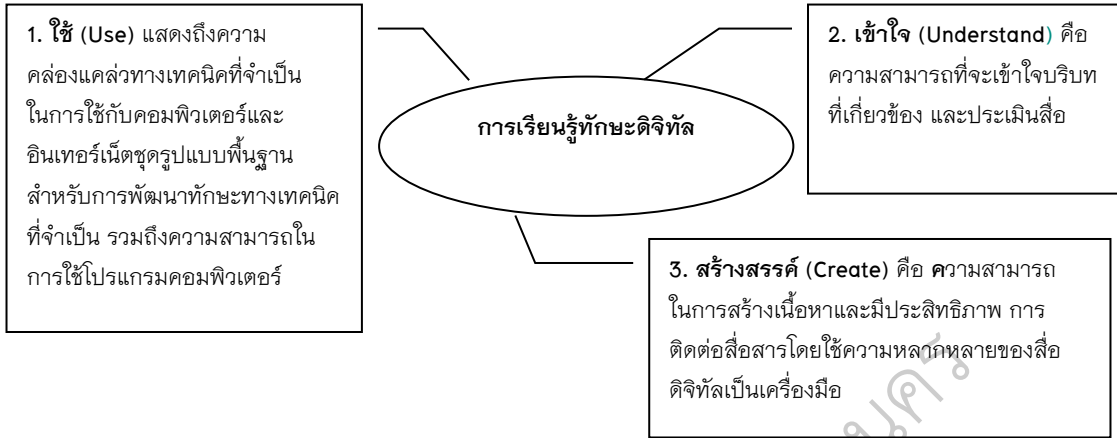 1. ใช้ (Use) แสดงถึงความ
คล่องแคล่วทางเทคนิคที่จำเป็น
ในการใช้กับคอมพิวเตอร์และ
อินเทอร์เน็ตชุดรูปแบบพื้นฐาน
สำหรับการพัฒนาทักษะทางเทคนิค
ที่จำเป็น รวมถึงความสามารถใน
การใช้โปรแกรมคอมพิวเตอร์
การเรียนรู้ทักษะดิจิทัล
2. เข้าใจ (Understand) คือ
ความสามารถที่จะเข้าใจบริบท
ที่เกี่ยวข้อง และประเมินสื่อ
3. สร้างสรรค์ (Create) คือ ความสามารถ
ในการสร้างเนื้อหาและมีประสิทธิภาพ การ
ติดต่อสื่อสารโดยใช้ความหลากหลายของสื่อ
ดิจิทัลเป็นเครื่องมือ